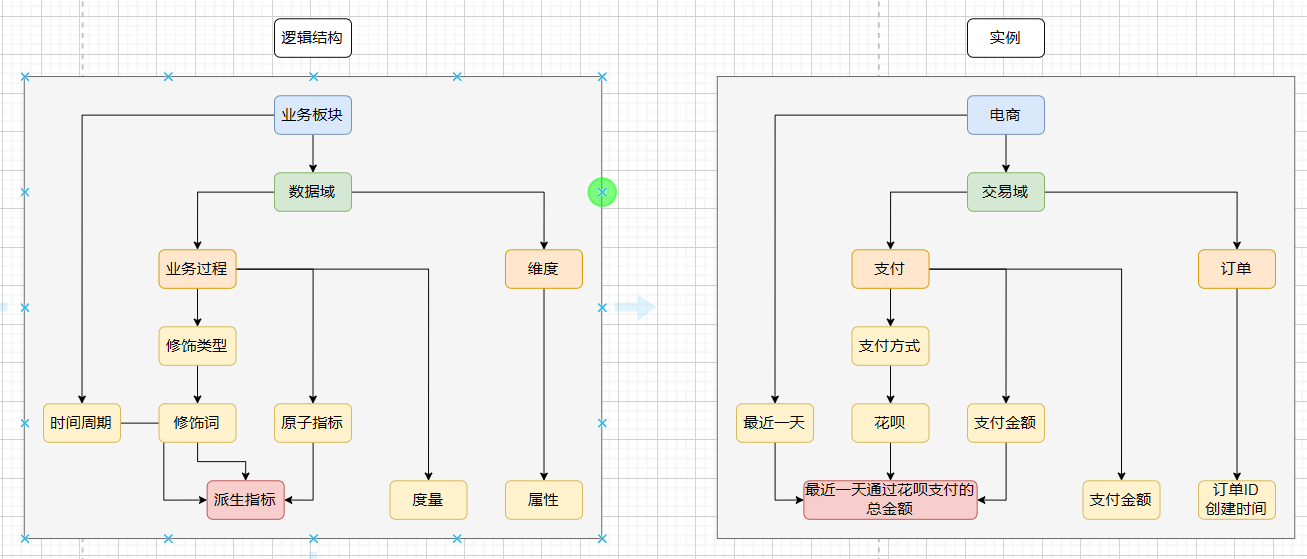 逻辑结构
业务板块
数据域
业务过程
维度
修饰类型
时间周期
修饰词
原子指标
派生指标
度量
属性
实例
电商
交易域
支付
订单
支付方式
最近一天
花呗
支付金额
最近一天通过花呗支付的
总金额
支付金额
订单ID
创建时间